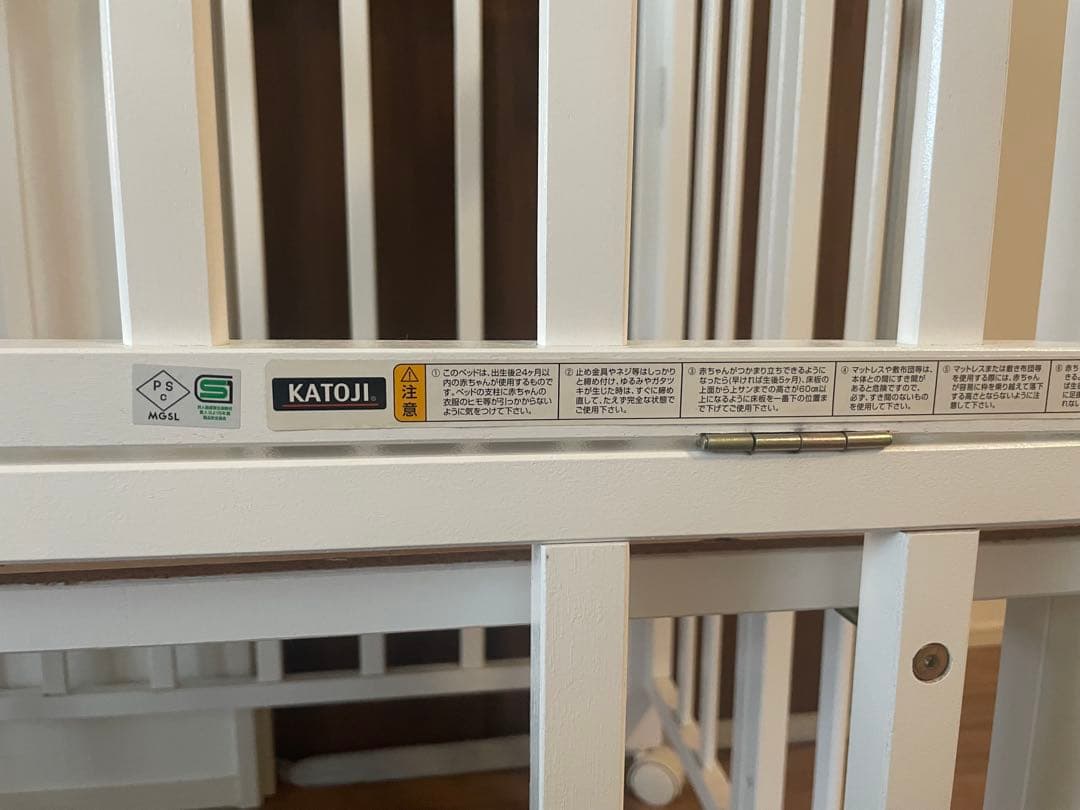 PS
C
MGSL
KATOJI
注意
① このベッドは、出生後24ヶ月以
内の赤ちゃんが使用するもので
す。ベッドの支柱に赤ちゃんの
衣服のヒモ等が引っかからない
ように気をつけて下さい。
② 止め金具やネジ等はしっかり
と締め付け、ゆるみやガタツ
キが生じた時は、すぐに締め
直して、たえず完全な状態で
ご使用下さい。
③ 赤ちゃんがつかまり立ちできるように
なったら(早ければ生後5ヶ月)、床板の
上面から上サンまでの高さが60cm以
上になるように床板を一番下の位置ま
で下げてご使用下さい。
④ マットレスや敷布団等は、
本体との間にすき間が
あると危険ですので、
必ず、すき間のないもの
を使用して下さい。
⑤ マットレスまたは敷き布団等
を使用する際には、赤ちゃん
が容易に枠を乗り越えて落下
する高さとならないように注
意して下さい。
⑥ 赤ち